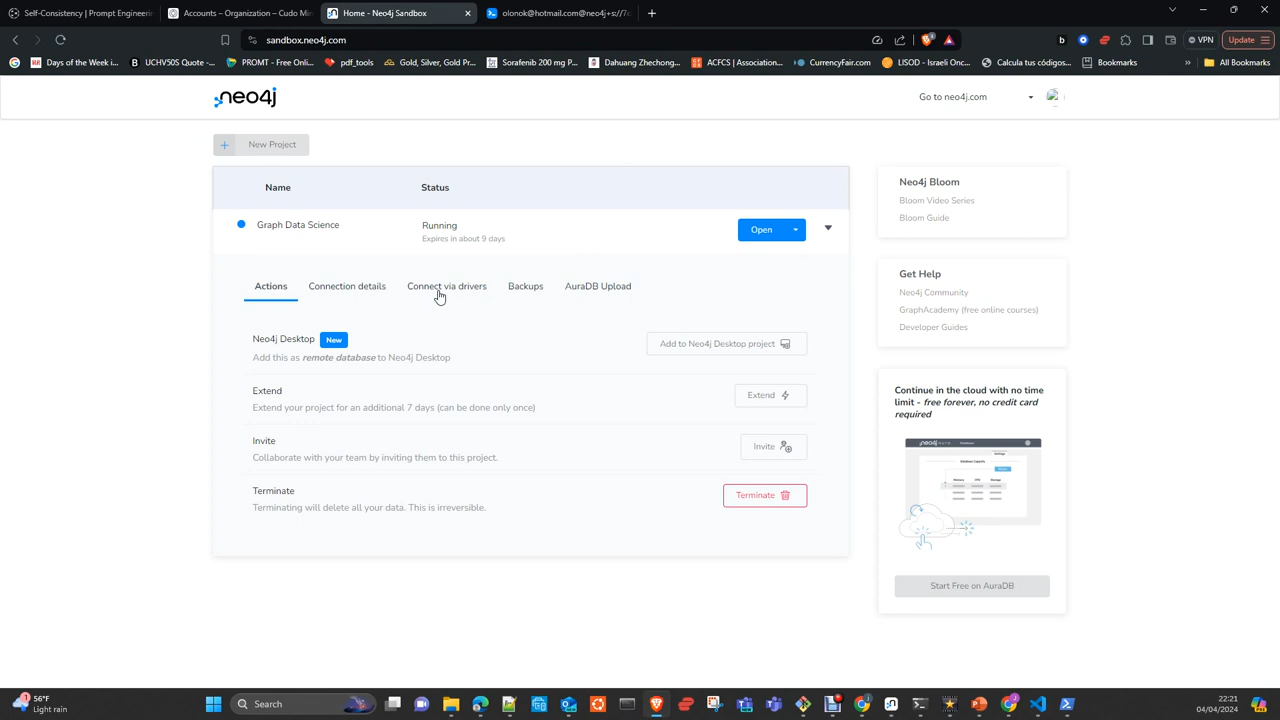 Self-Consistency | Prompt Engineerin
Accounts – Organization – Cudo Min
Home - Neo4j Sandbox
olonok@hotmail.com@neo4j+s://7c
sandbox.neo4j.com
VPN
Update
Days of the Week i...
UCHV50S Quote -...
PROMT - Free Onli...
pdf_tools
Gold, Silver, Gold Pr...
Sorafenib 200 mg P...
Dahuang Zhechong...
ACFCS | Association...
CurrencyFair.com
LISOD - Israeli Onc...
Calcula tus códigos...
Bookmarks
»
All Bookmarks
neo4j
Go to neo4j.com
+ New Project
Name
Status
Graph Data Science
Running
Expires in about 9 days
Open
Actions
Connection details
Connect via drivers
Backups
AuraDB Upload
Neo4j Desktop New
Add this as remote database to Neo4j Desktop
Add to Neo4j Desktop project
Extend
Extend your project for an additional 7 days (can be done only once)
Extend
Invite
Collaborate with your team by inviting them to this project.
Invite
Terminate
Terminating will delete all your data. This is irreversible.
Terminate
Neo4j Bloom
Bloom Video Series
Bloom Guide
Get Help
Neo4j Community
GraphAcademy (free online courses)
Developer Guides
Continue in the cloud with no time
limit - free forever, no credit card
required
Start Free on AuraDB
56°F
Light rain
Search
22:21
04/04/2024